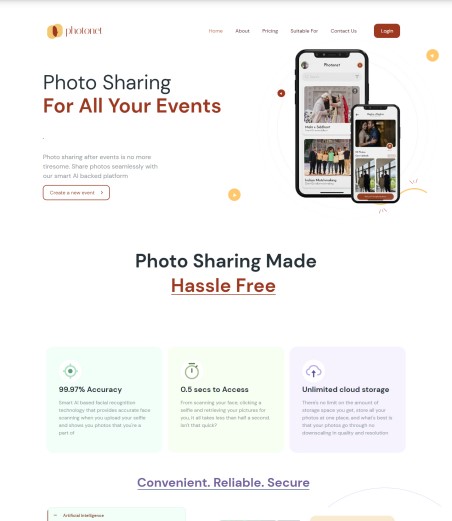 photonet
Home About Pricing Suitable For Contact Us Login
Photo Sharing
For All Your Events
Photo sharing after events is no more
tiresome. Share photos seamlessly with
our smart AI backed platform
Create a new event
Photonet
Photo Sharing Made
Hassle Free
99.97% Accuracy
Smart AI based facial recognition
technology that provides accurate face
scanning when you upload your selfie
and shows you photos that you're a
part of
0.5 secs to Access
From scanning your face, clicking a
selfie and retrieving your pictures for
you, it all takes less than half a second.
Isn't that quick?
Unlimited cloud storage
There's no limit on the amount of
storage space you get, store all your
photos at one place, and what's best is
that your photos go through no
downscaling in quality and resolution
Convenient. Reliable. Secure
Artificial Intelligence